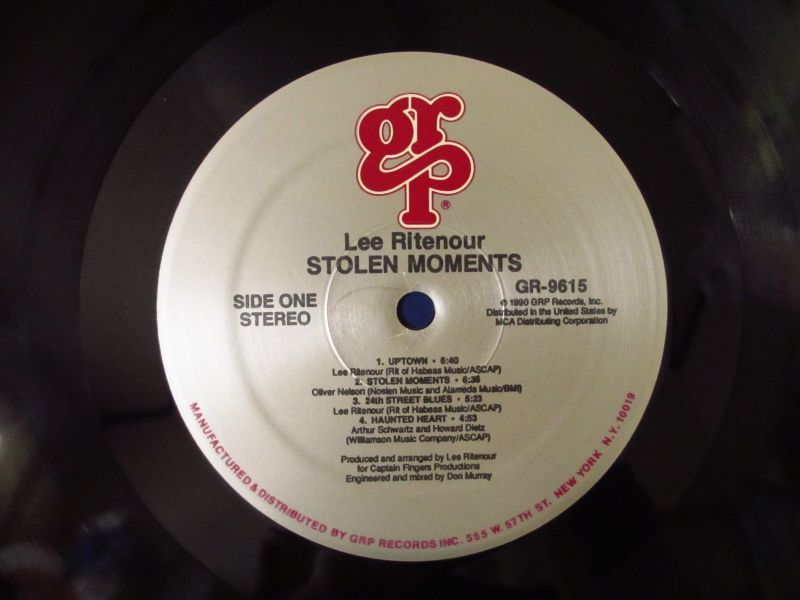 grp®
Lee Ritenour
STOLEN MOMENTS
SIDE ONE
STEREO
GR-9615
℗ 1990 GRP Records, Inc.
Distributed in the United States by
MCA Distributing Corporation
1. UPTOWN • 6:40
Lee Ritenour (Rit of Habeas Music/ASCAP)
2. STOLEN MOMENTS • 6:36
Oliver Nelson (Noslen Music and Alameda Music/BMI)
3. 24th STREET BLUES • 5:23
Lee Ritenour (Rit of Habeas Music/ASCAP)
4. HAUNTED HEART • 4:53
Arthur Schwartz and Howard Dietz
(Williamson Music Company/ASCAP)
Produced and arranged by Lee Ritenour
for Captain Fingers Productions
Engineered and mixed by Don Murray
MANUFACTURED & DISTRIBUTED BY GRP RECORDS INC. 555 W. 57TH ST. NEW YORK N.Y. 10019